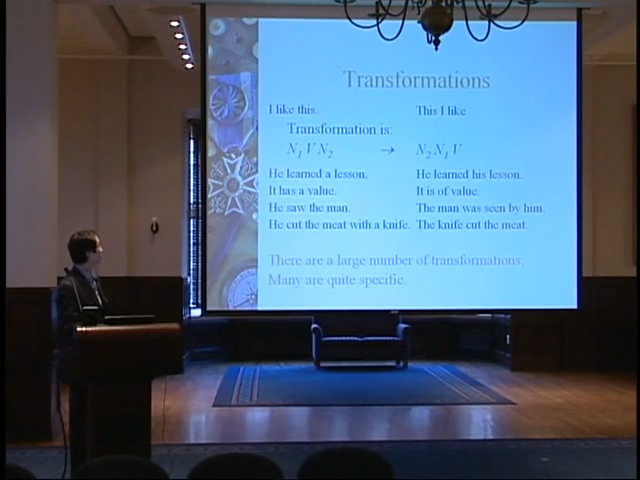 Transformations
I like this. This I like
Transformation is:
N1 V N2 → N2 N1 V
He learned a lesson. He learned his lesson.
It has a value. It is of value.
He saw the man. The man was seen by him.
He cut the meat with a knife. The knife cut the meat.
There are a large number of transformations.
Many are quite specific.